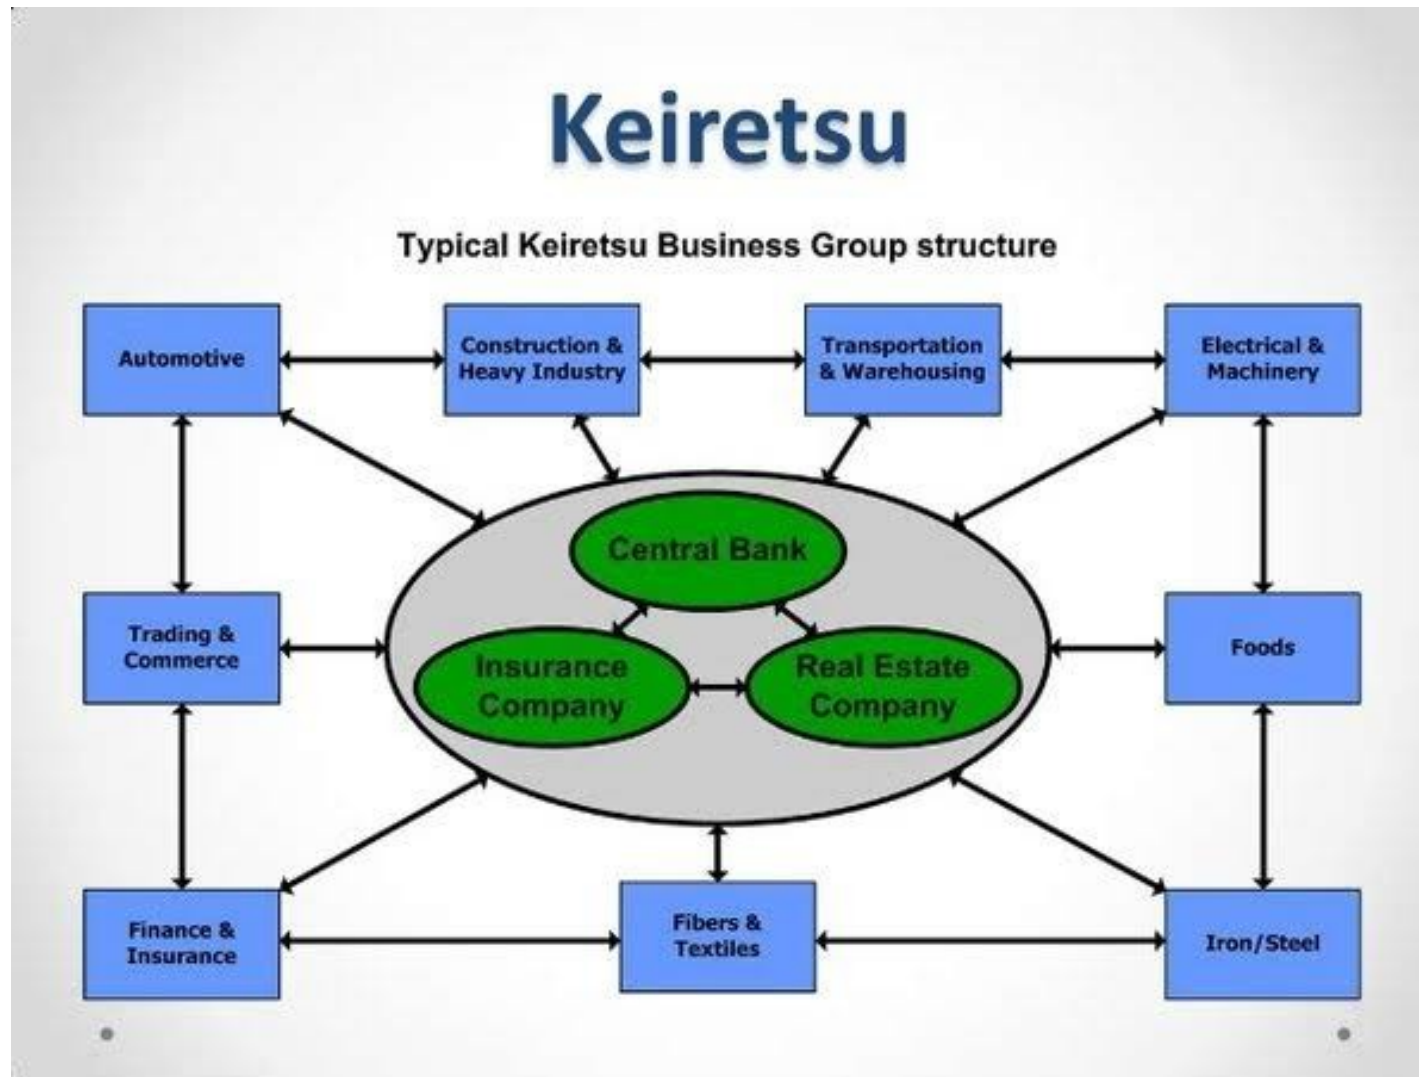 Keiretsu
Typical Keiretsu Business Group structure
Automotive
Construction &
Heavy Industry
Transportation
& Warehousing
Electrical &
Machinery
Central Bank
Trading &
Commerce
Insurance
Company
Real Estate
Company
Foods
Finance &
Insurance
Fibers &
Textiles
Iron/Steel